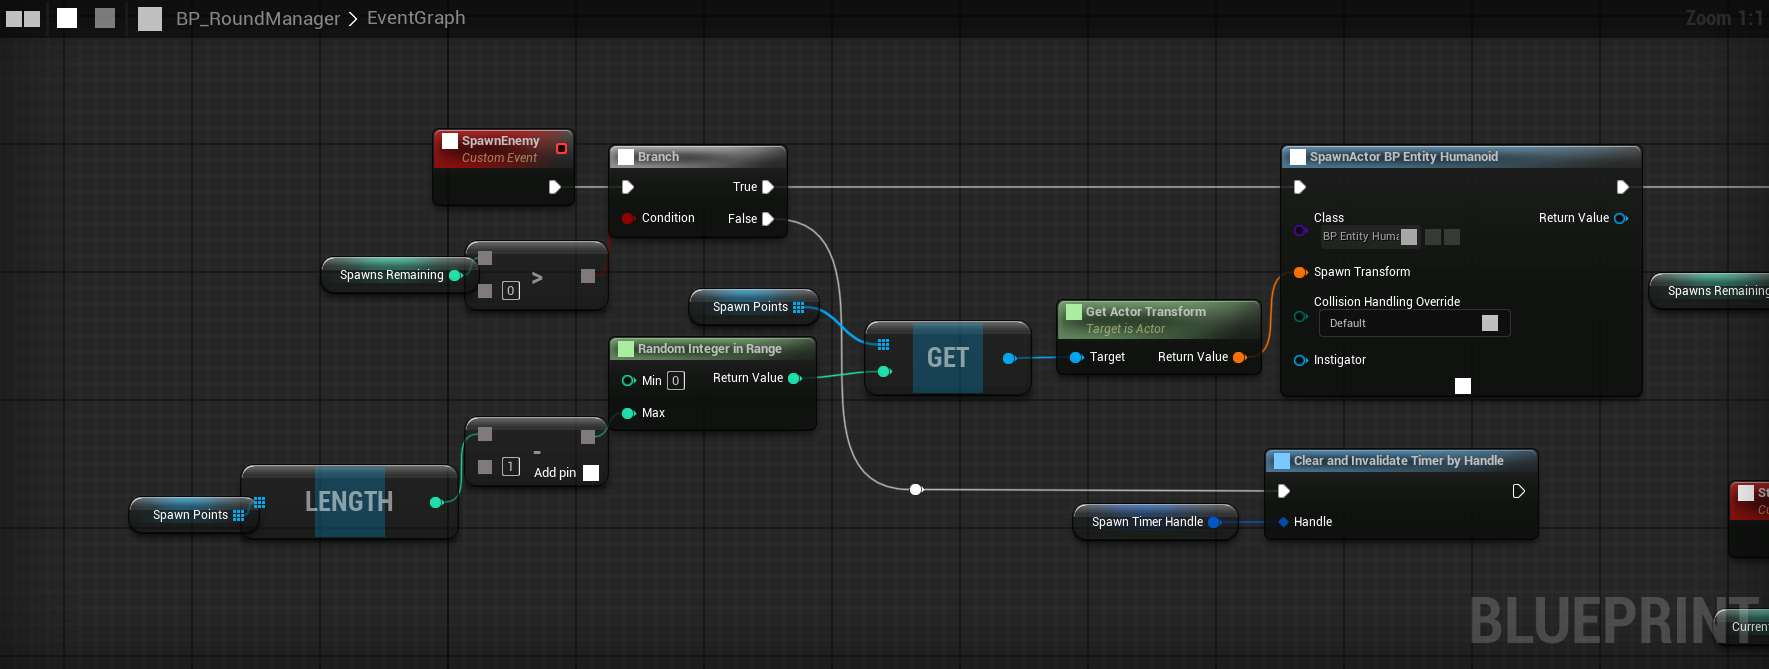 BP_RoundManager > EventGraph
Zoom 1:1
SpawnEnemy
Custom Event
Branch
True
Condition
False
Spawns Remaining
0
>
SpawnActor BP Entity Humanoid
Class
Return Value
BP Entity Huma
Spawn Transform
Collision Handling Override
Default
Instigator
Spawns Remaining
Spawn Points
GET
Get Actor Transform
Target is Actor
Target
Return Value
Random Integer in Range
Min 0
Return Value
Max
-
1
Add pin
Spawn Points
LENGTH
Clear and Invalidate Timer by Handle
Spawn Timer Handle
Handle
BLUEPRINT